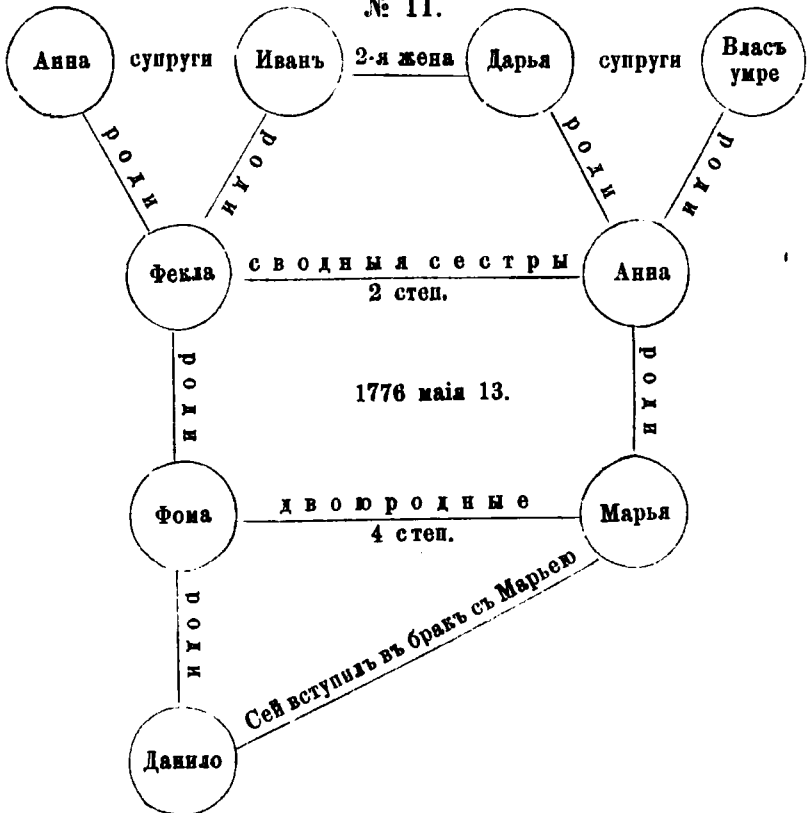 № 11.
Анна супруги Иванъ 2-я жена Дарья супруги Власъ умре
роди роди роди роди
Фекла сводныя сестры Анна
2 степ.
роди 1776 маія 13. роди
Фома двоюродные Марья
4 степ.
роди
Сей вступилъ въ бракъ съ Марьею
Данило